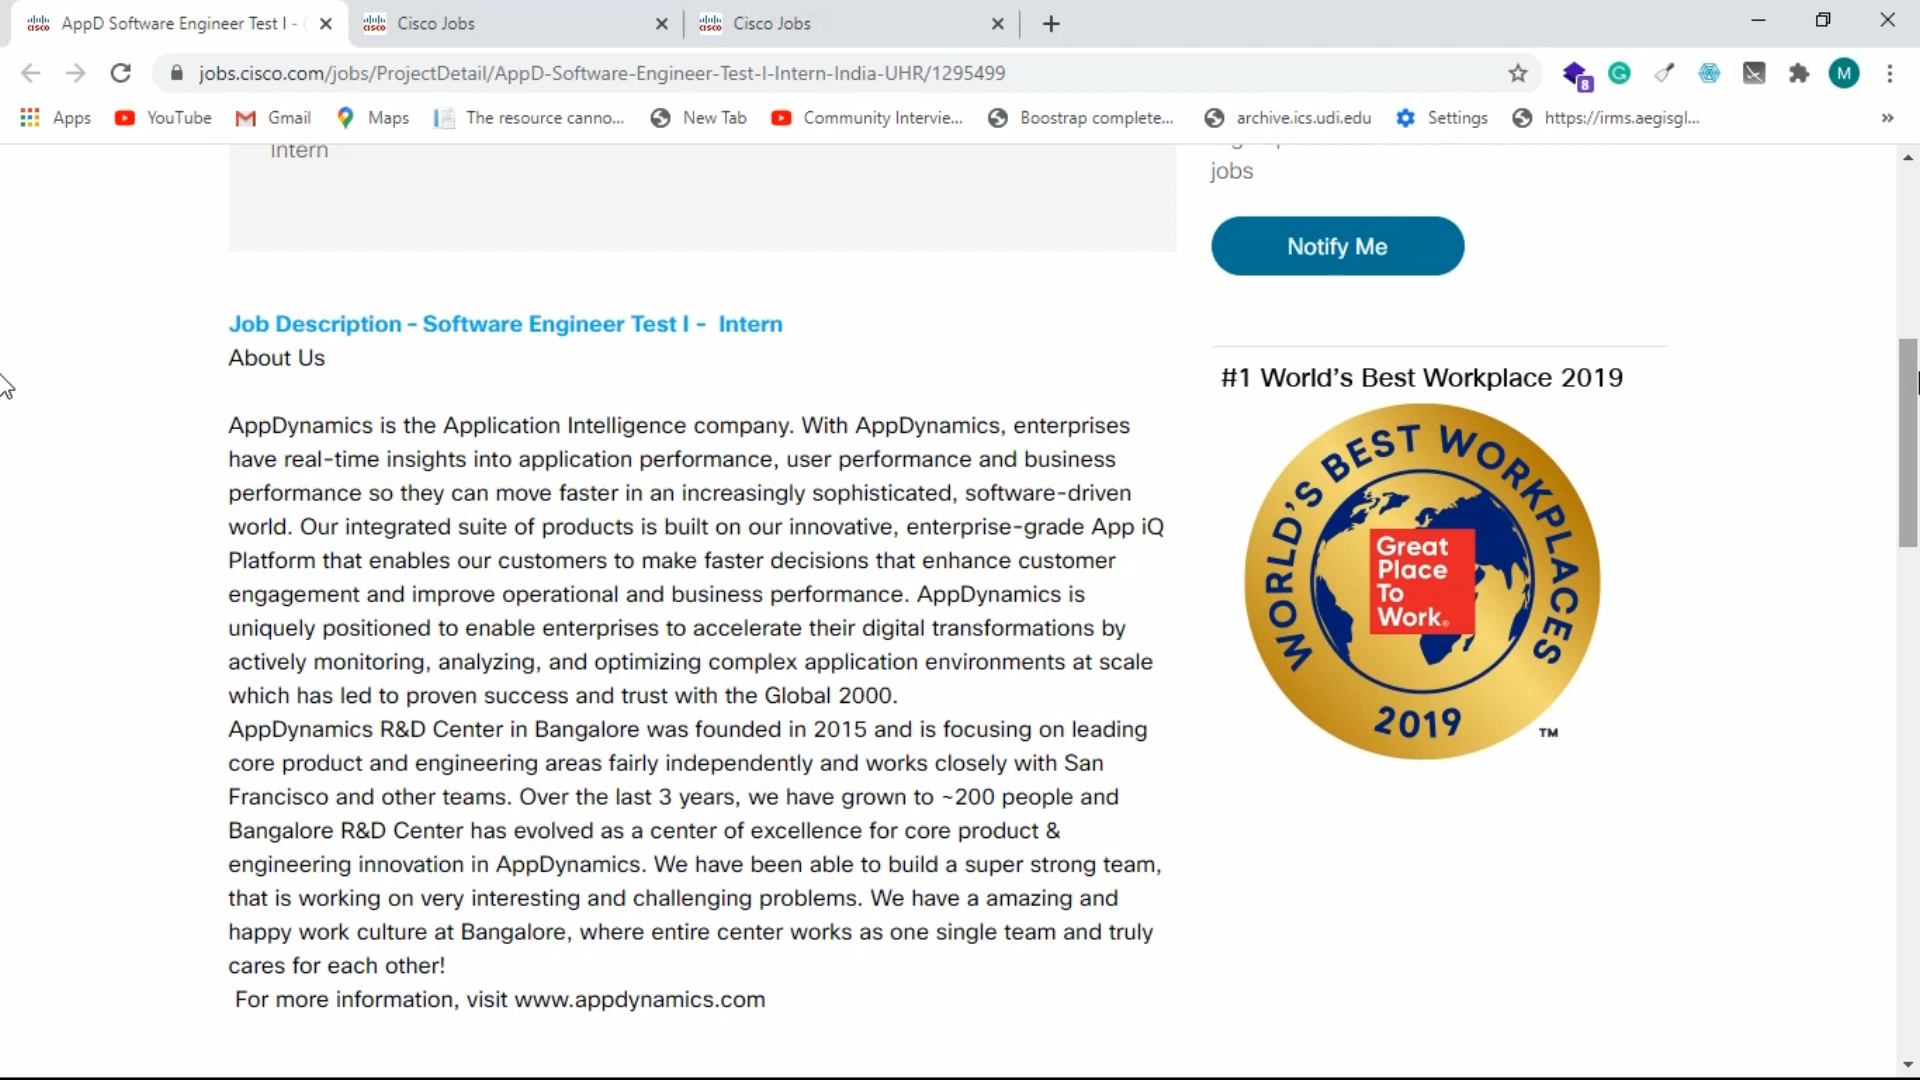 AppD Software Engineer Test I -
Cisco Jobs
Cisco Jobs
jobs.cisco.com/jobs/ProjectDetail/AppD-Software-Engineer-Test-I-Intern-India-UHR/1295499
8
M
Apps
YouTube
Gmail
Maps
The resource canno...
New Tab
Community Intervie...
Boostrap complete...
archive.ics.udi.edu
Settings
https://irms.aegisgl...
»
Intern
jobs
Notify Me
Job Description - Software Engineer Test I - Intern
About Us
AppDynamics is the Application Intelligence company. With AppDynamics, enterprises
have real-time insights into application performance, user performance and business
performance so they can move faster in an increasingly sophisticated, software-driven
world. Our integrated suite of products is built on our innovative, enterprise-grade App iQ
Platform that enables our customers to make faster decisions that enhance customer
engagement and improve operational and business performance. AppDynamics is
uniquely positioned to enable enterprises to accelerate their digital transformations by
actively monitoring, analyzing, and optimizing complex application environments at scale
which has led to proven success and trust with the Global 2000.
AppDynamics R&D Center in Bangalore was founded in 2015 and is focusing on leading
core product and engineering areas fairly independently and works closely with San
Francisco and other teams. Over the last 3 years, we have grown to ~200 people and
Bangalore R&D Center has evolved as a center of excellence for core product &
engineering innovation in AppDynamics. We have been able to build a super strong team,
that is working on very interesting and challenging problems. We have a amazing and
happy work culture at Bangalore, where entire center works as one single team and truly
cares for each other!
For more information, visit www.appdynamics.com
#1 World's Best Workplace 2019
WORLD'S BEST WORKPLACES
Great
Place
To
Work®
2019
TM